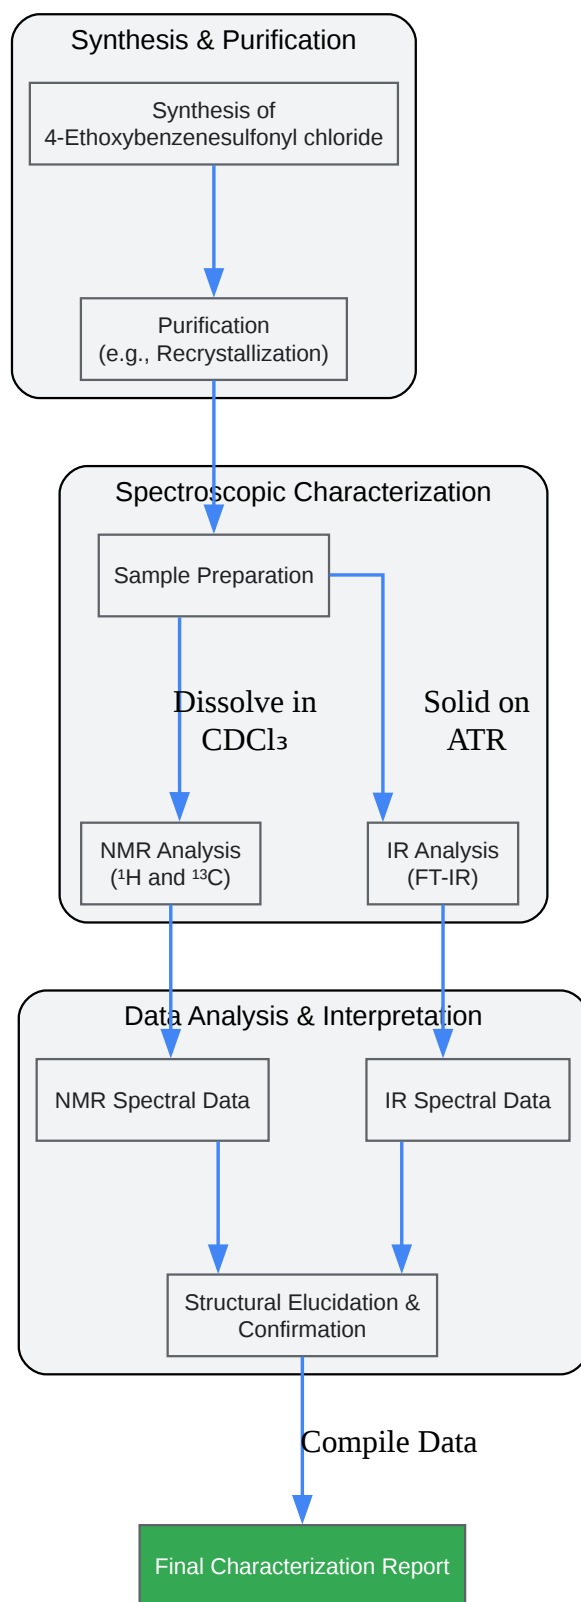 Synthesis & Purification
Synthesis of
4-Ethoxybenzenesulfonyl chloride
Purification
(e.g., Recrystallization)
Spectroscopic Characterization
Sample Preparation
Dissolve in
CDCl₃
Solid on
ATR
NMR Analysis
(¹H and ¹³C)
IR Analysis
(FT-IR)
Data Analysis & Interpretation
NMR Spectral Data
IR Spectral Data
Structural Elucidation &
Confirmation
Compile Data
Final Characterization Report